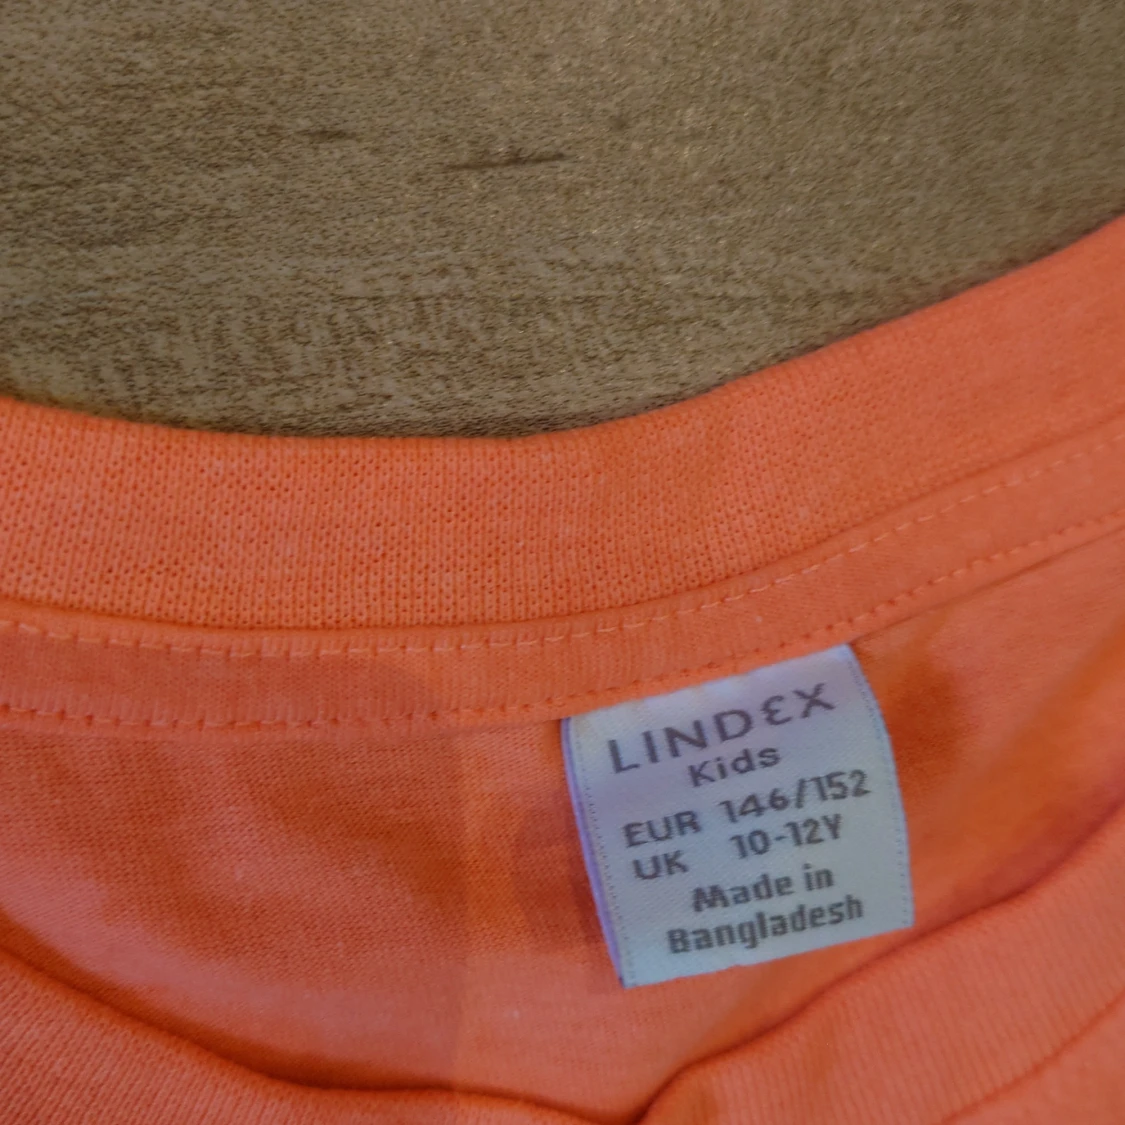 LINDEX
Kids
EUR 146/152
UK 10-12Y
Made in
Bangladesh